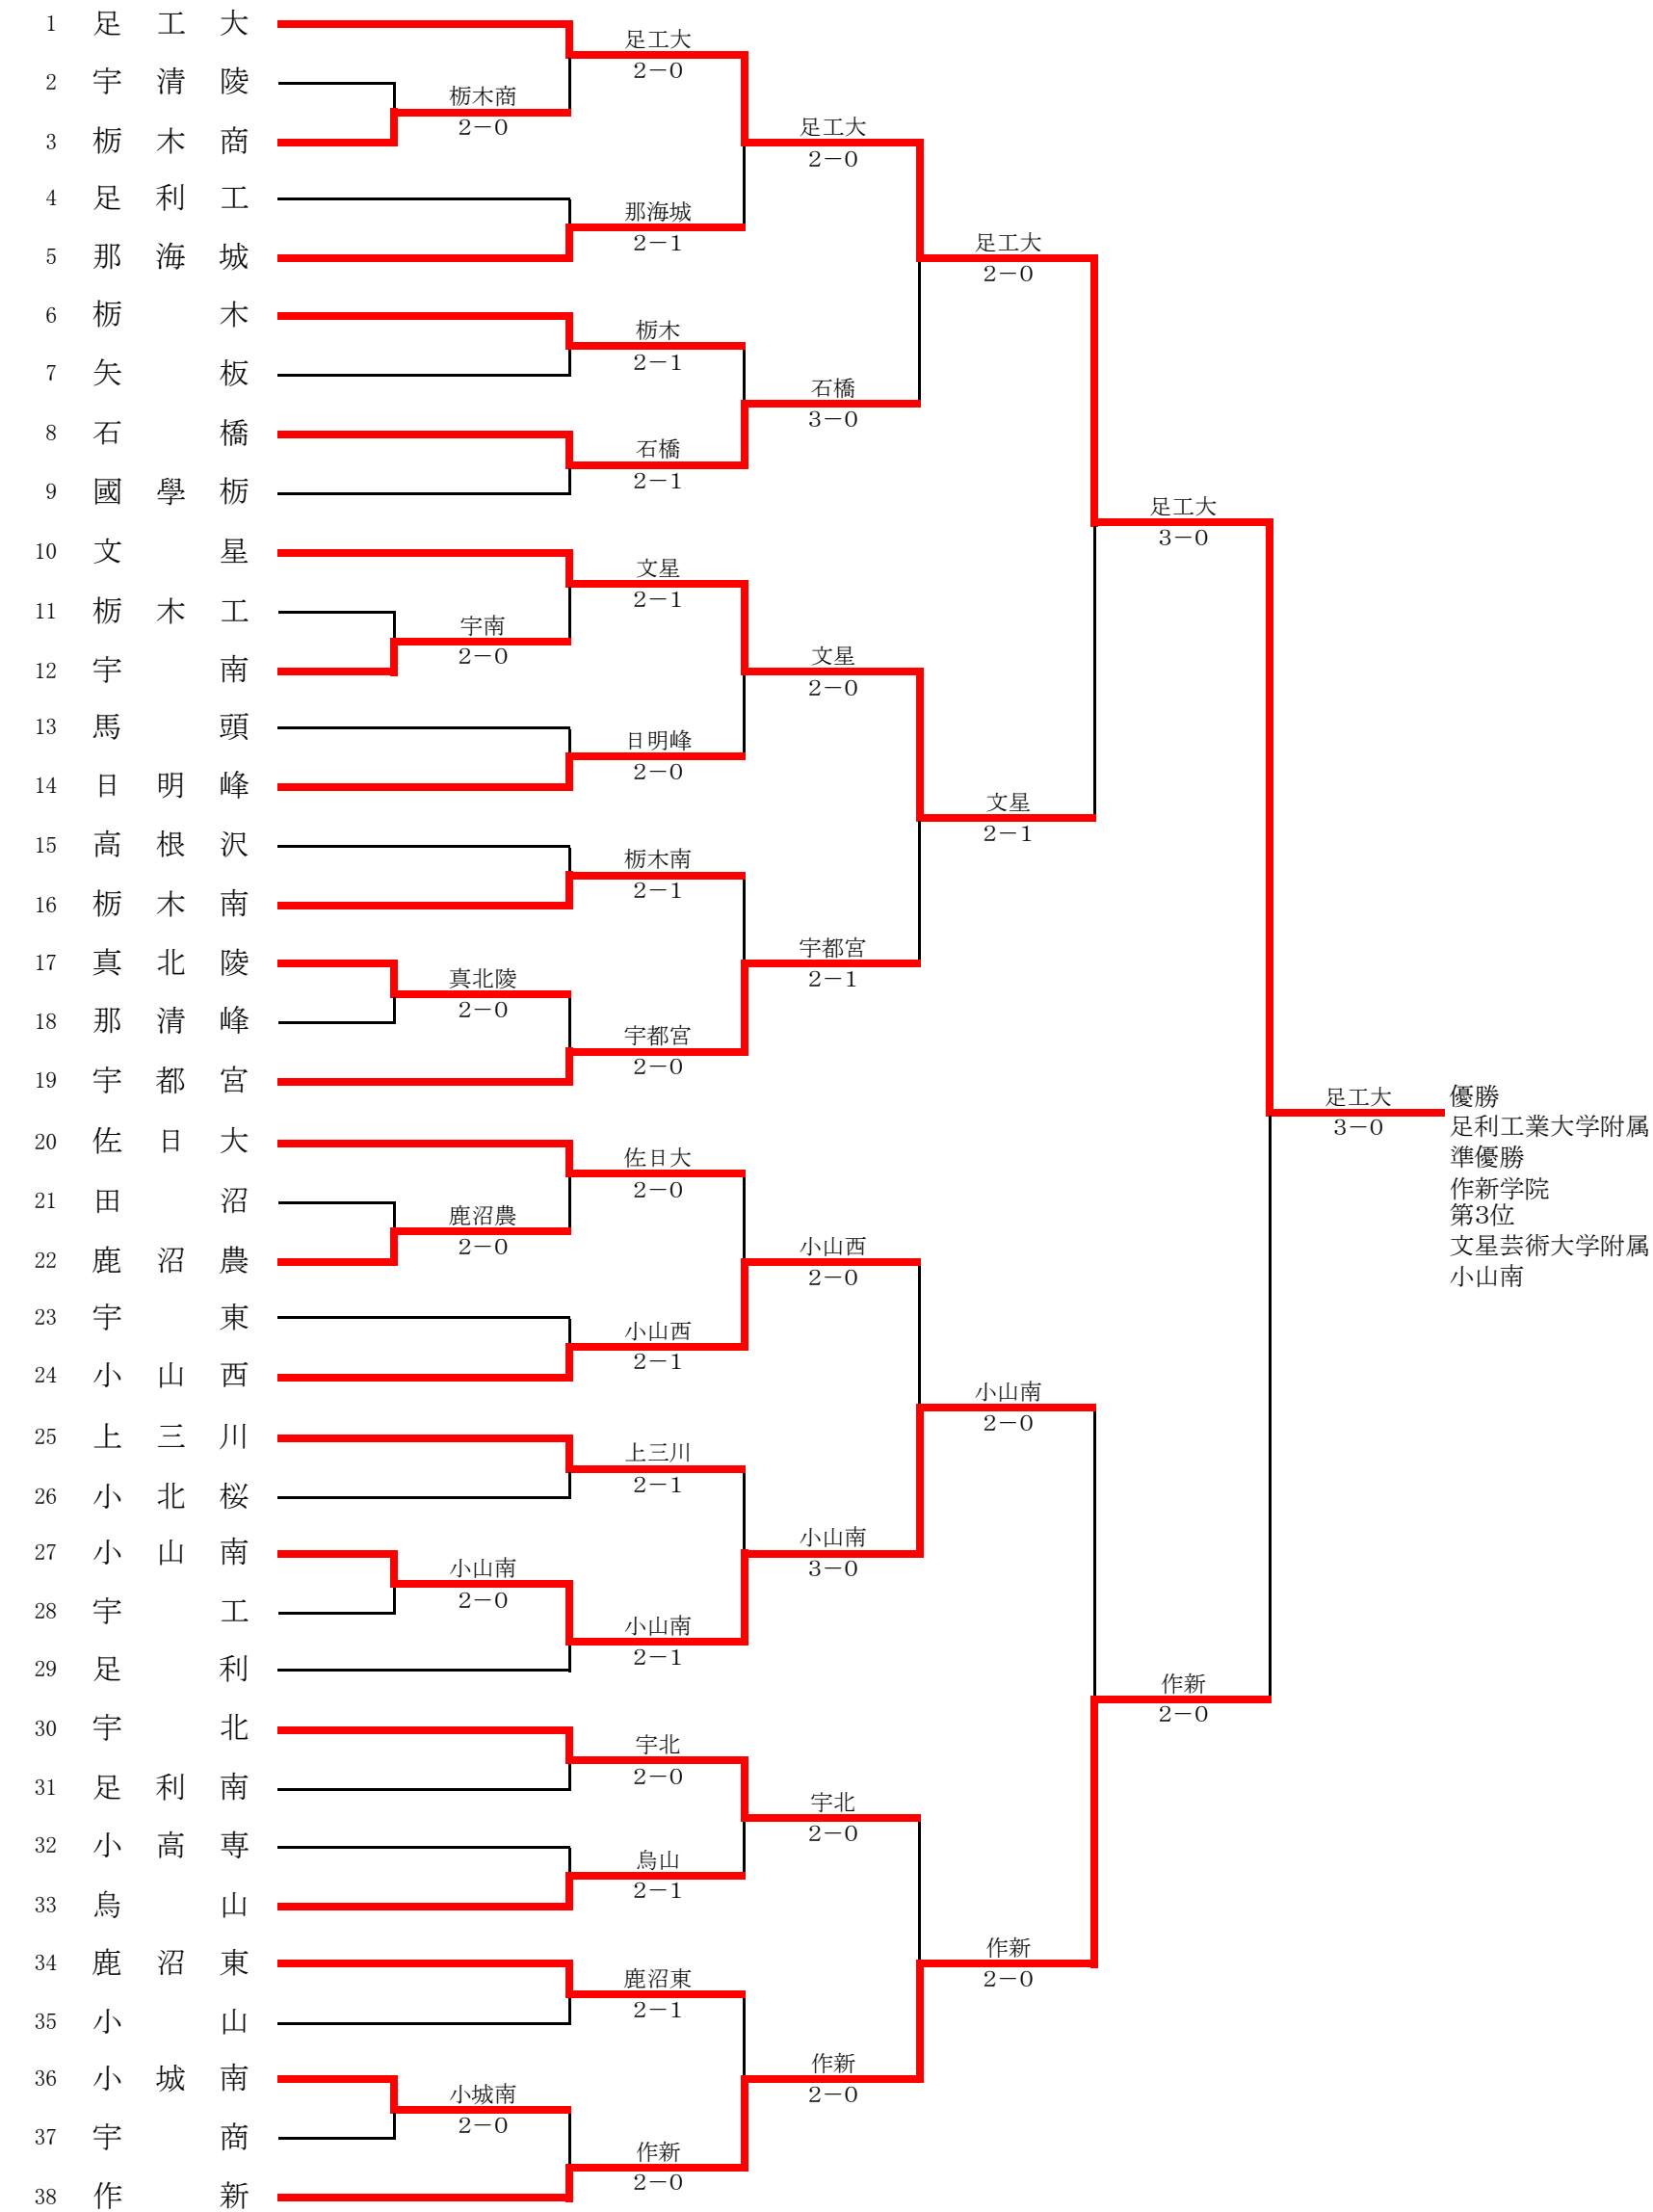 1 足工大
2 宇清陵
3 栃木商
4 足利工
5 那海城
6 栃木
7 矢板
8 石橋
9 國學栃
10 文星
11 栃木工
12 宇南
13 馬頭
14 日明峰
15 高根沢
16 栃木南
17 真北陵
18 那清峰
19 宇都宮
20 佐日大
21 田沼
22 鹿沼農
23 宇東
24 小山西
25 上三川
26 小北桜
27 小山南
28 宇工
29 足利
30 宇北
31 足利南
32 小高専
33 烏山
34 鹿沼東
35 小山
36 小城南
37 宇商
38 作新
栃木商
2－0
宇南
2－0
真北陵
2－0
鹿沼農
2－0
小山南
2－0
小城南
2－0
足工大
2－0
那海城
2－1
栃木
2－1
石橋
2－1
文星
2－1
日明峰
2－0
栃木南
2－1
宇都宮
2－0
佐日大
2－0
小山西
2－1
上三川
2－1
小山南
2－1
宇北
2－0
烏山
2－1
鹿沼東
2－1
作新
2－0
足工大
2－0
石橋
3－0
文星
2－0
宇都宮
2－1
小山西
2－0
小山南
3－0
宇北
2－0
作新
2－0
足工大
2－0
文星
2－1
小山南
2－0
作新
2－0
足工大
3－0
作新
2－0
足工大
3－0
優勝
足利工業大学附属
準優勝
作新学院
第3位
文星芸術大学附属
小山南